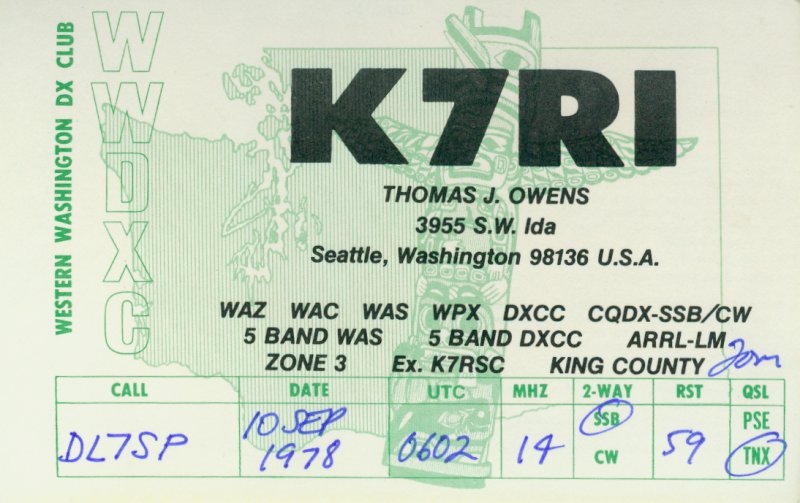 WESTERN WASHINGTON DX CLUB
WWDXC
K7RI
THOMAS J. OWENS
3955 S.W. Ida
Seattle, Washington 98136 U.S.A.
WAZ WAC WAS WPX DXCC CQDX-SSB/CW
5 BAND WAS 5 BAND DXCC ARRL-LM
ZONE 3 Ex. K7RSC KING COUNTY Tom
CALL DATE UTC MHZ 2-WAY RST QSL
DL7SP 10 SEP 1978 0602 14 SSB CW 59 PSE TNX